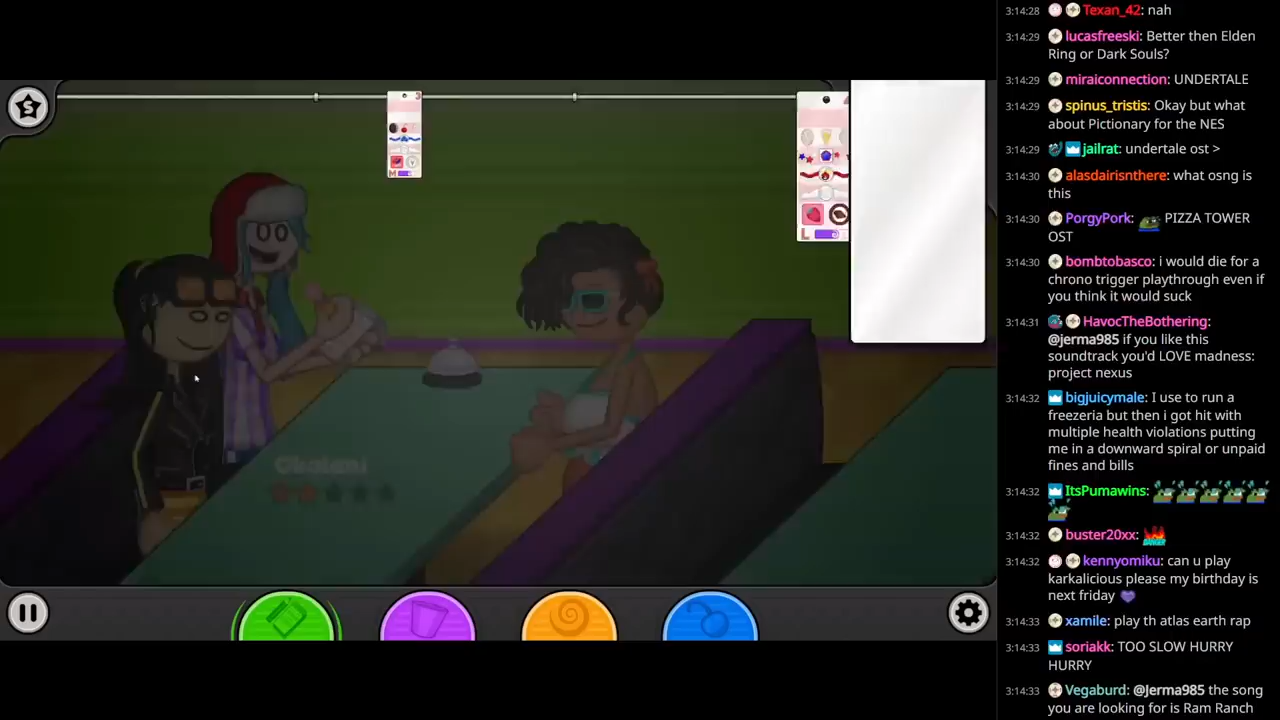 3:14:28 Texan_42: nah
3:14:29 lucasfreeski: Better then Elden
Ring or Dark Souls?
3:14:29 miraiconnection: UNDERTALE
3:14:29 spinus_tristis: Okay but what
about Pictionary for the NES
3:14:29 jailrat: undertale ost >
3:14:30 alasdairisnthere: what osng is
this
3:14:30 PorgyPork: PIZZA TOWER
OST
3:14:30 bombtobasco: i would die for a
chrono trigger playthrough even if
you think it would suck
3:14:31 HavocTheBothering:
@jerma985 if you like this
soundtrack you'd LOVE madness:
project nexus
3:14:32 bigjuicymale: I use to run a
freezeria but then i got hit with
multiple health violations putting
me in a downward spiral or unpaid
fines and bills
3:14:32 ItsPumawins:
3:14:32 buster20xx:
3:14:32 kennyomiku: can u play
karkalicious please my birthday is
next friday
3:14:33 xamile: play th atlas earth rap
3:14:33 soriakk: TOO SLOW HURRY
HURRY
3:14:33 Vegaburd: @Jerma985 the song
you are looking for is Ram Ranch
L
M